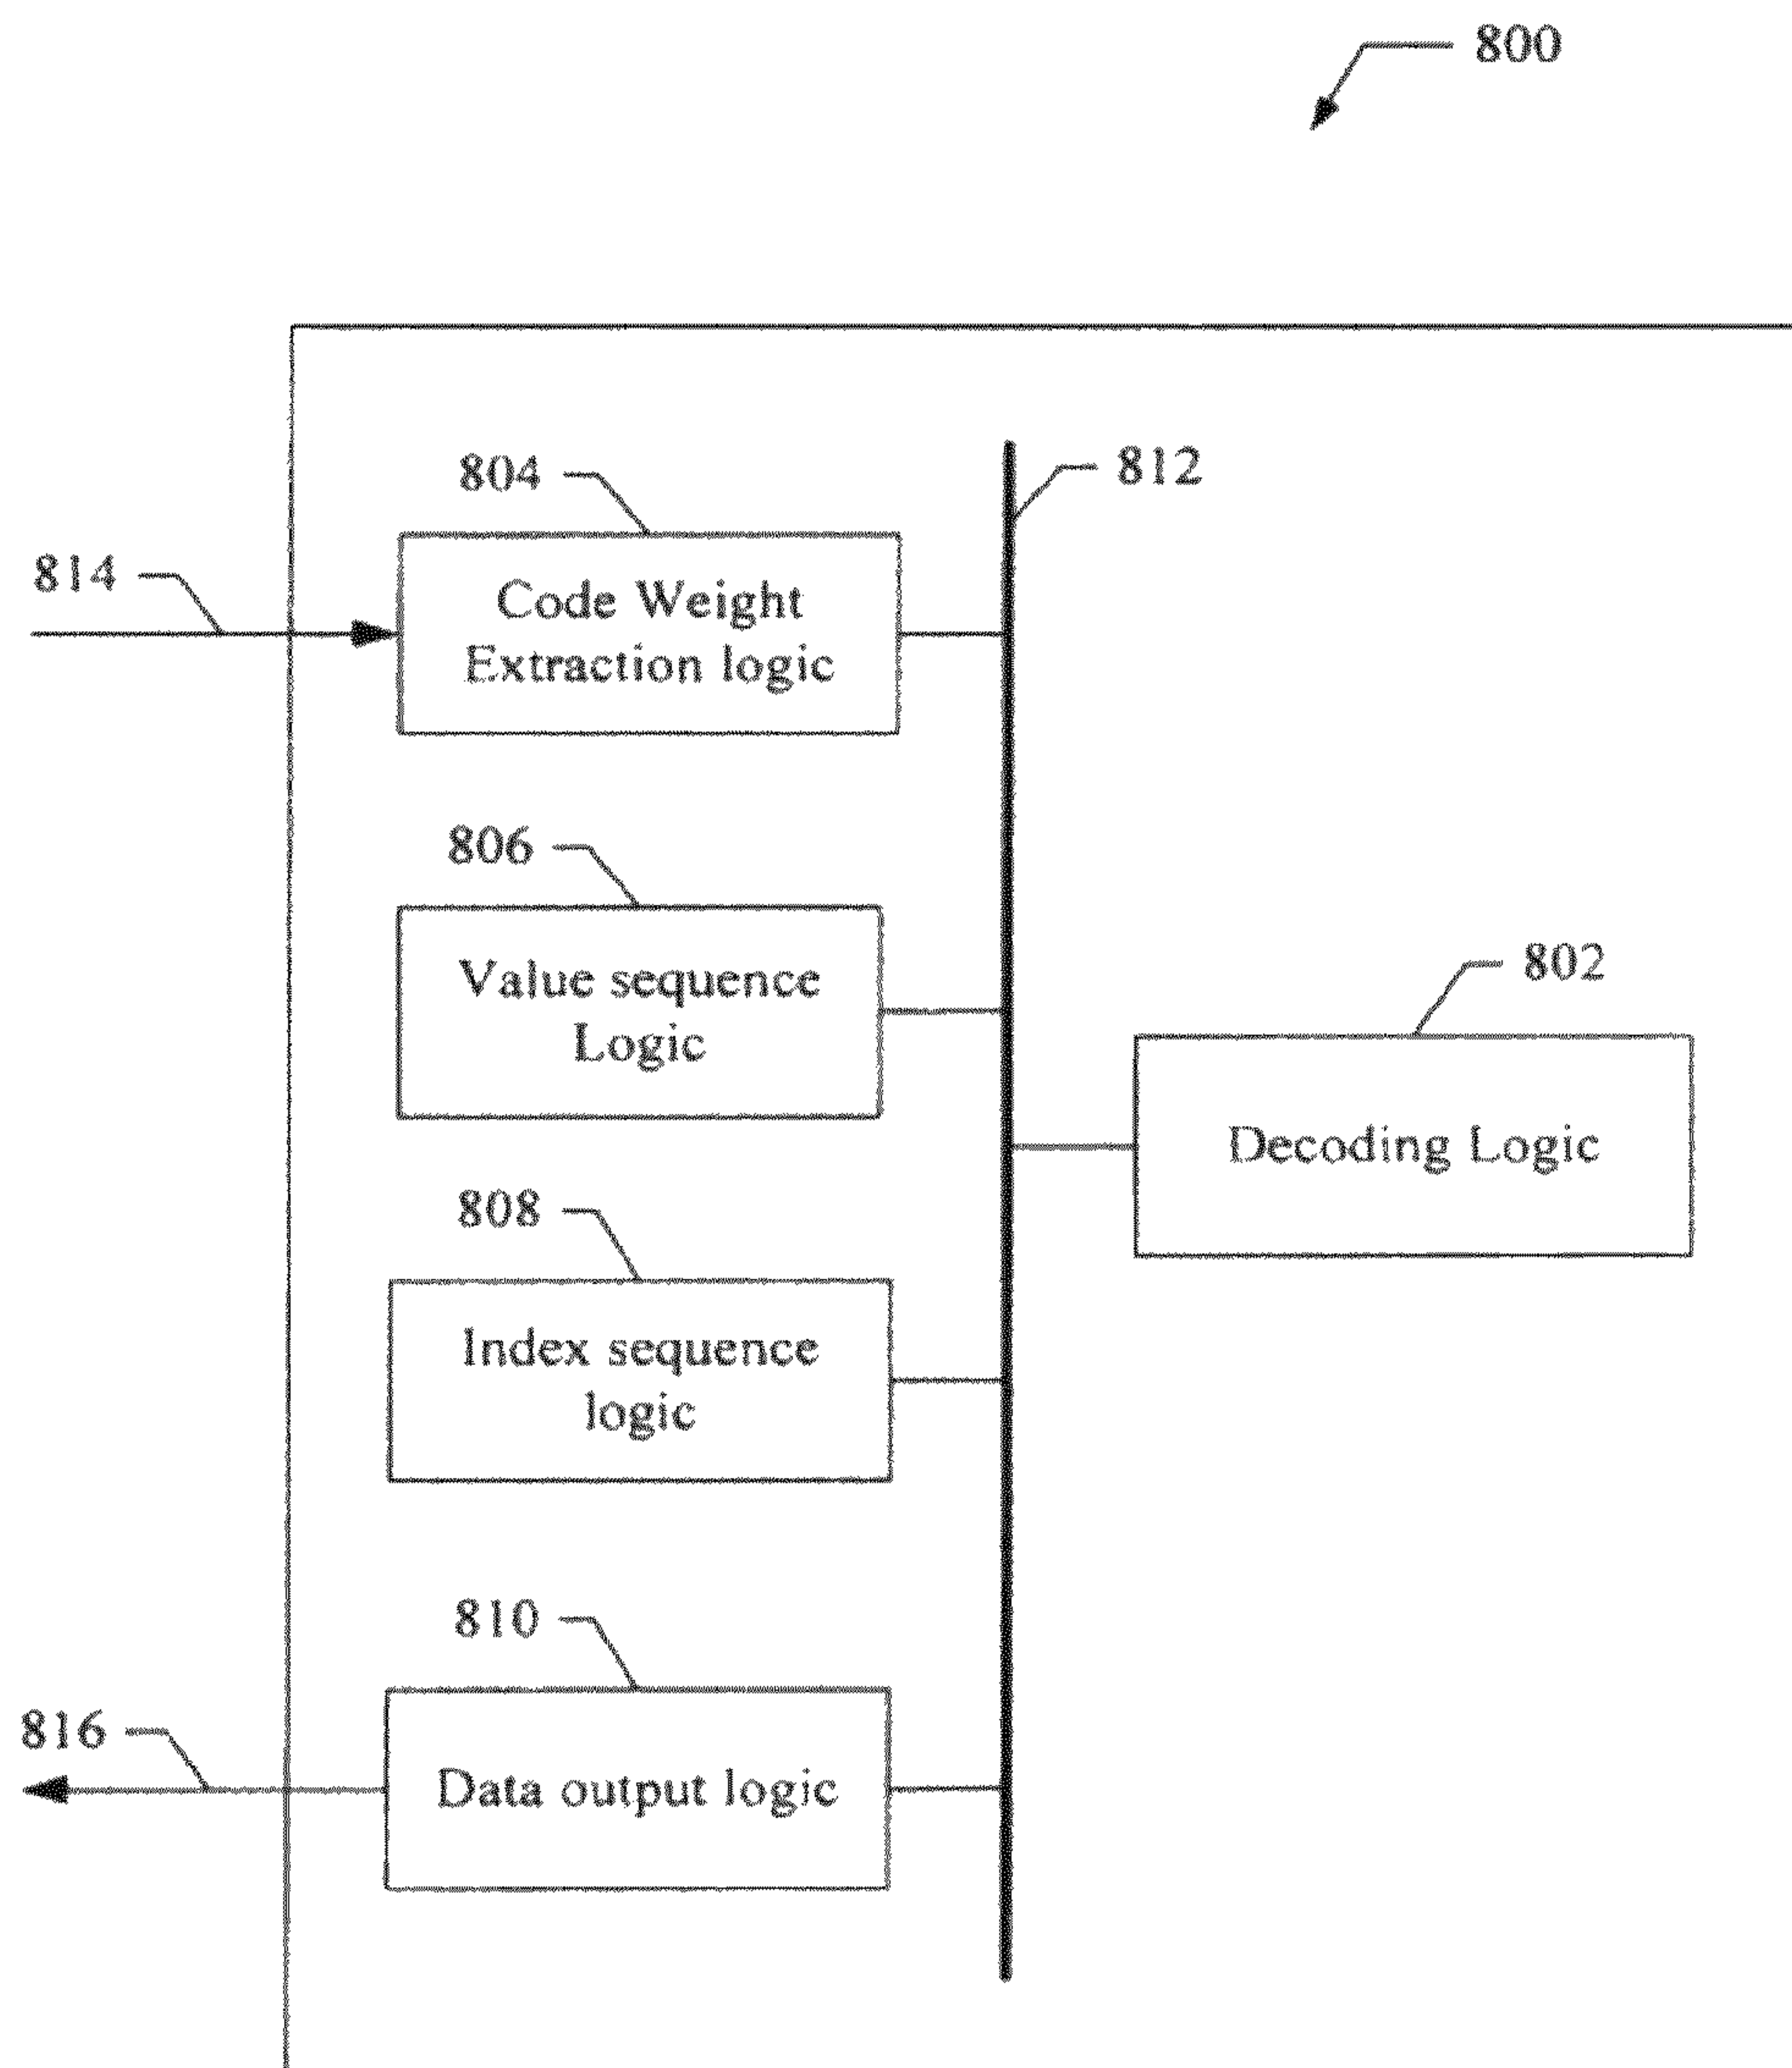 800
804
812
814
Code Weight
Extraction logic
806
Value sequence
Logic
802
Decoding Logic
808
Index sequence
logic
810
816
Data output logic